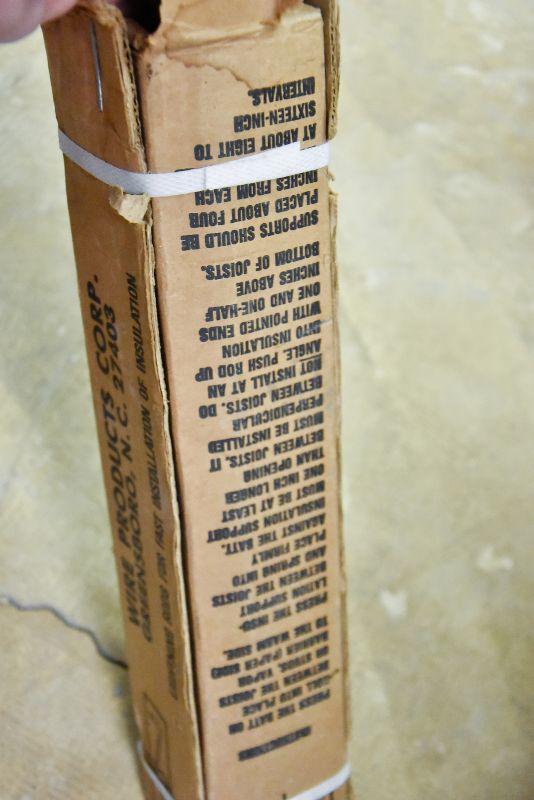 WIRE PRODUCTS CORP.
GREENSBORO, N. C. 27403
RODS FOR FAST INSTALLATION OF INSULATION
INSTRUCTIONS
PRESS THE BATT OR
ROLL INTO PLACE
BETWEEN THE JOISTS
OR STUDS, VAPOR
BARRIER (PAPER SIDE)
TO THE WARM SIDE.
PRESS THE INSU-
LATION SUPPORT
BETWEEN THE JOISTS
AND SPRING INTO
PLACE FIRMLY
AGAINST THE BATT.
INSULATION SUPPORT
MUST BE AT LEAST
ONE INCH LONGER
THAN OPENING
BETWEEN JOISTS. IT
MUST BE INSTALLED
PERPENDICULAR
BETWEEN JOISTS. DO
NOT INSTALL AT AN
ANGLE. PUSH ROD UP
INTO INSULATION
WITH POINTED ENDS
ONE AND ONE-HALF
INCHES ABOVE
BOTTOM OF JOISTS.
SUPPORTS SHOULD BE
PLACED ABOUT FOUR
INCHES FROM EACH
AT ABOUT EIGHT TO
SIXTEEN-INCH
INTERVALS.